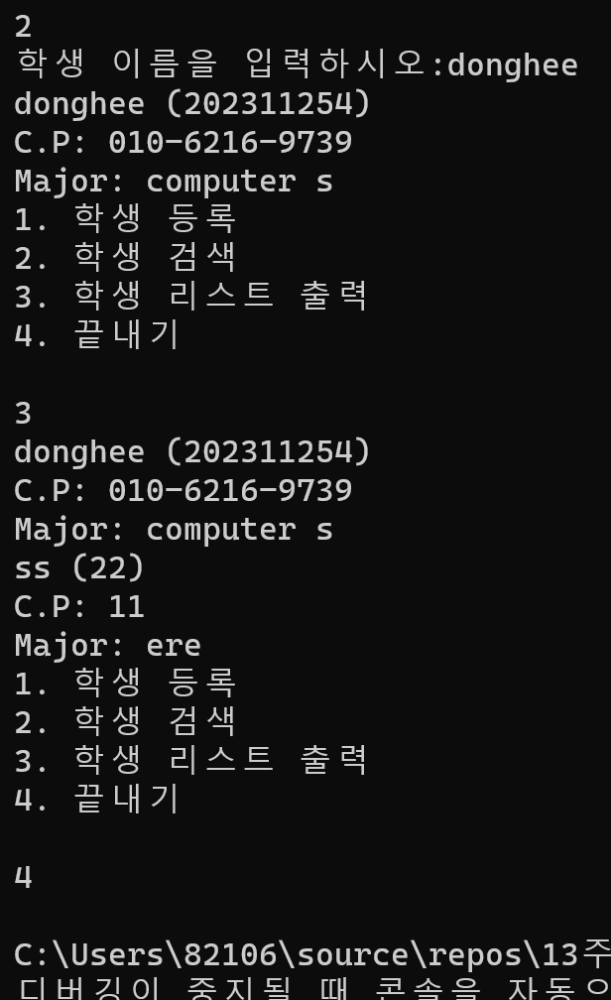 2
학생 이름을 입력하시오:donghee
donghee (202311254)
C.P: 010-6216-9739
Major: computer s
1. 학생 등록
2. 학생 검색
3. 학생 리스트 출력
4. 끝내기
3
donghee (202311254)
C.P: 010-6216-9739
Major: computer s
ss (22)
C.P: 11
Major: ere
1. 학생 등록
2. 학생 검색
3. 학생 리스트 출력
4. 끝내기
4
C:\Users\82106\source\repos\13주
디버깅이 중지될 때 콘솔을 자동으